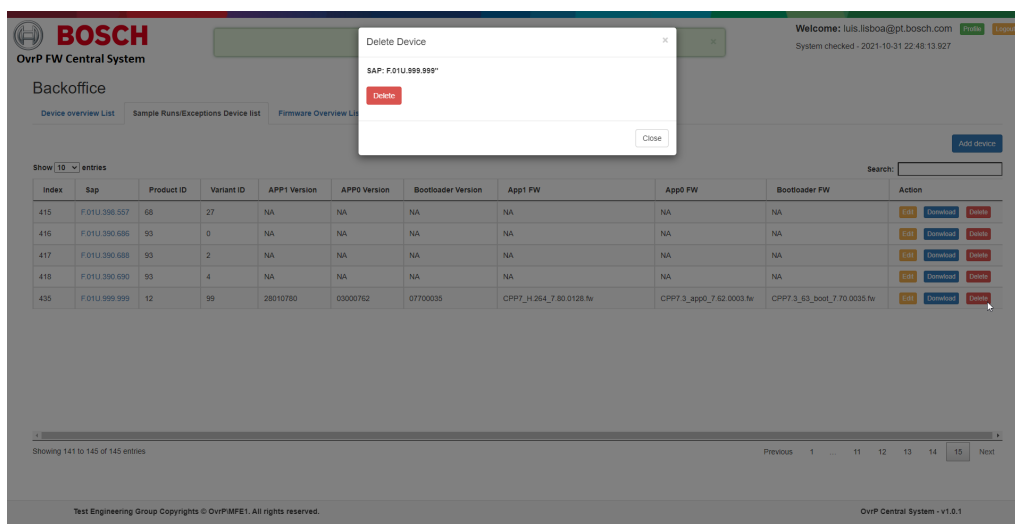 BOSCH
OvrP FW Central System
Welcome: luis.lisboa@pt.bosch.com Profile
System checked - 2021-10-31 22:48:13.927
Delete Device ×
SAP: F.01U.999.999"
Delete
Close
Backoffice
Device overview List Sample Runs/Exceptions Device list Firmware Overview
Add device
Show 10 entries
Search:
Index Sap Product ID Variant ID APP1 Version APP0 Version Bootloader Version App1 FW App0 FW Bootloader FW Action
415 F.01U.398.557 68 27 NA NA NA NA NA NA Edit Donwload Delete
416 F.01U.390.686 93 0 NA NA NA NA NA NA Edit Donwload Delete
417 F.01U.390.688 93 2 NA NA NA NA NA NA Edit Donwload Delete
418 F.01U.390.690 93 4 NA NA NA NA NA NA Edit Donwload Delete
435 F.01U.999.999 12 99 28010780 03000762 07700035 CPP7_H.264_7.80.0128.fw CPP7.3_app0_7.62.0003.fw CPP7.3_63_boot_7.70.0035.fw Edit Donwload Delete
Showing 141 to 145 of 145 entries
Previous 1 ... 11 12 13 14 15 Next
Test Engineering Group Copyrights © OvrP\MFE1. All rights reserved.
OvrP Central System - v1.0.1